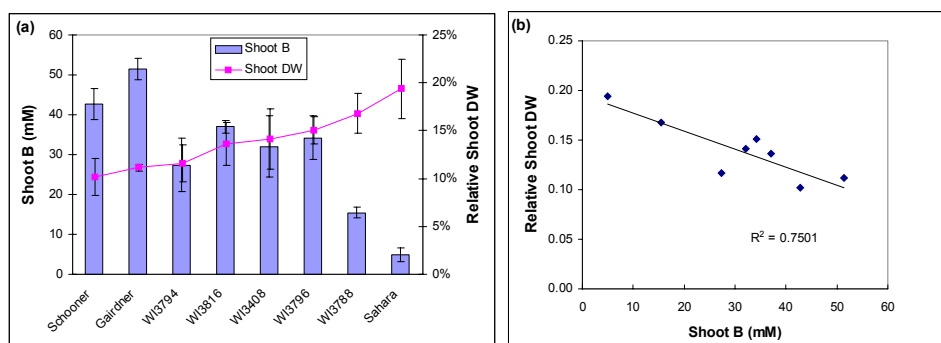 (a)
Shoot B
Shoot DW
Shoot B (mM)
60
50
40
30
20
10
0
Relative Shoot DW
25%
20%
15%
10%
5%
0%
Schooner
Gairdner
WI3794
WI3816
WI3408
WI3796
WI3788
Sahara
(b)
Relative Shoot DW
0.25
0.20
0.15
0.10
0.05
0.00
R² = 0.7501
0 10 20 30 40 50 60
Shoot B (mM)